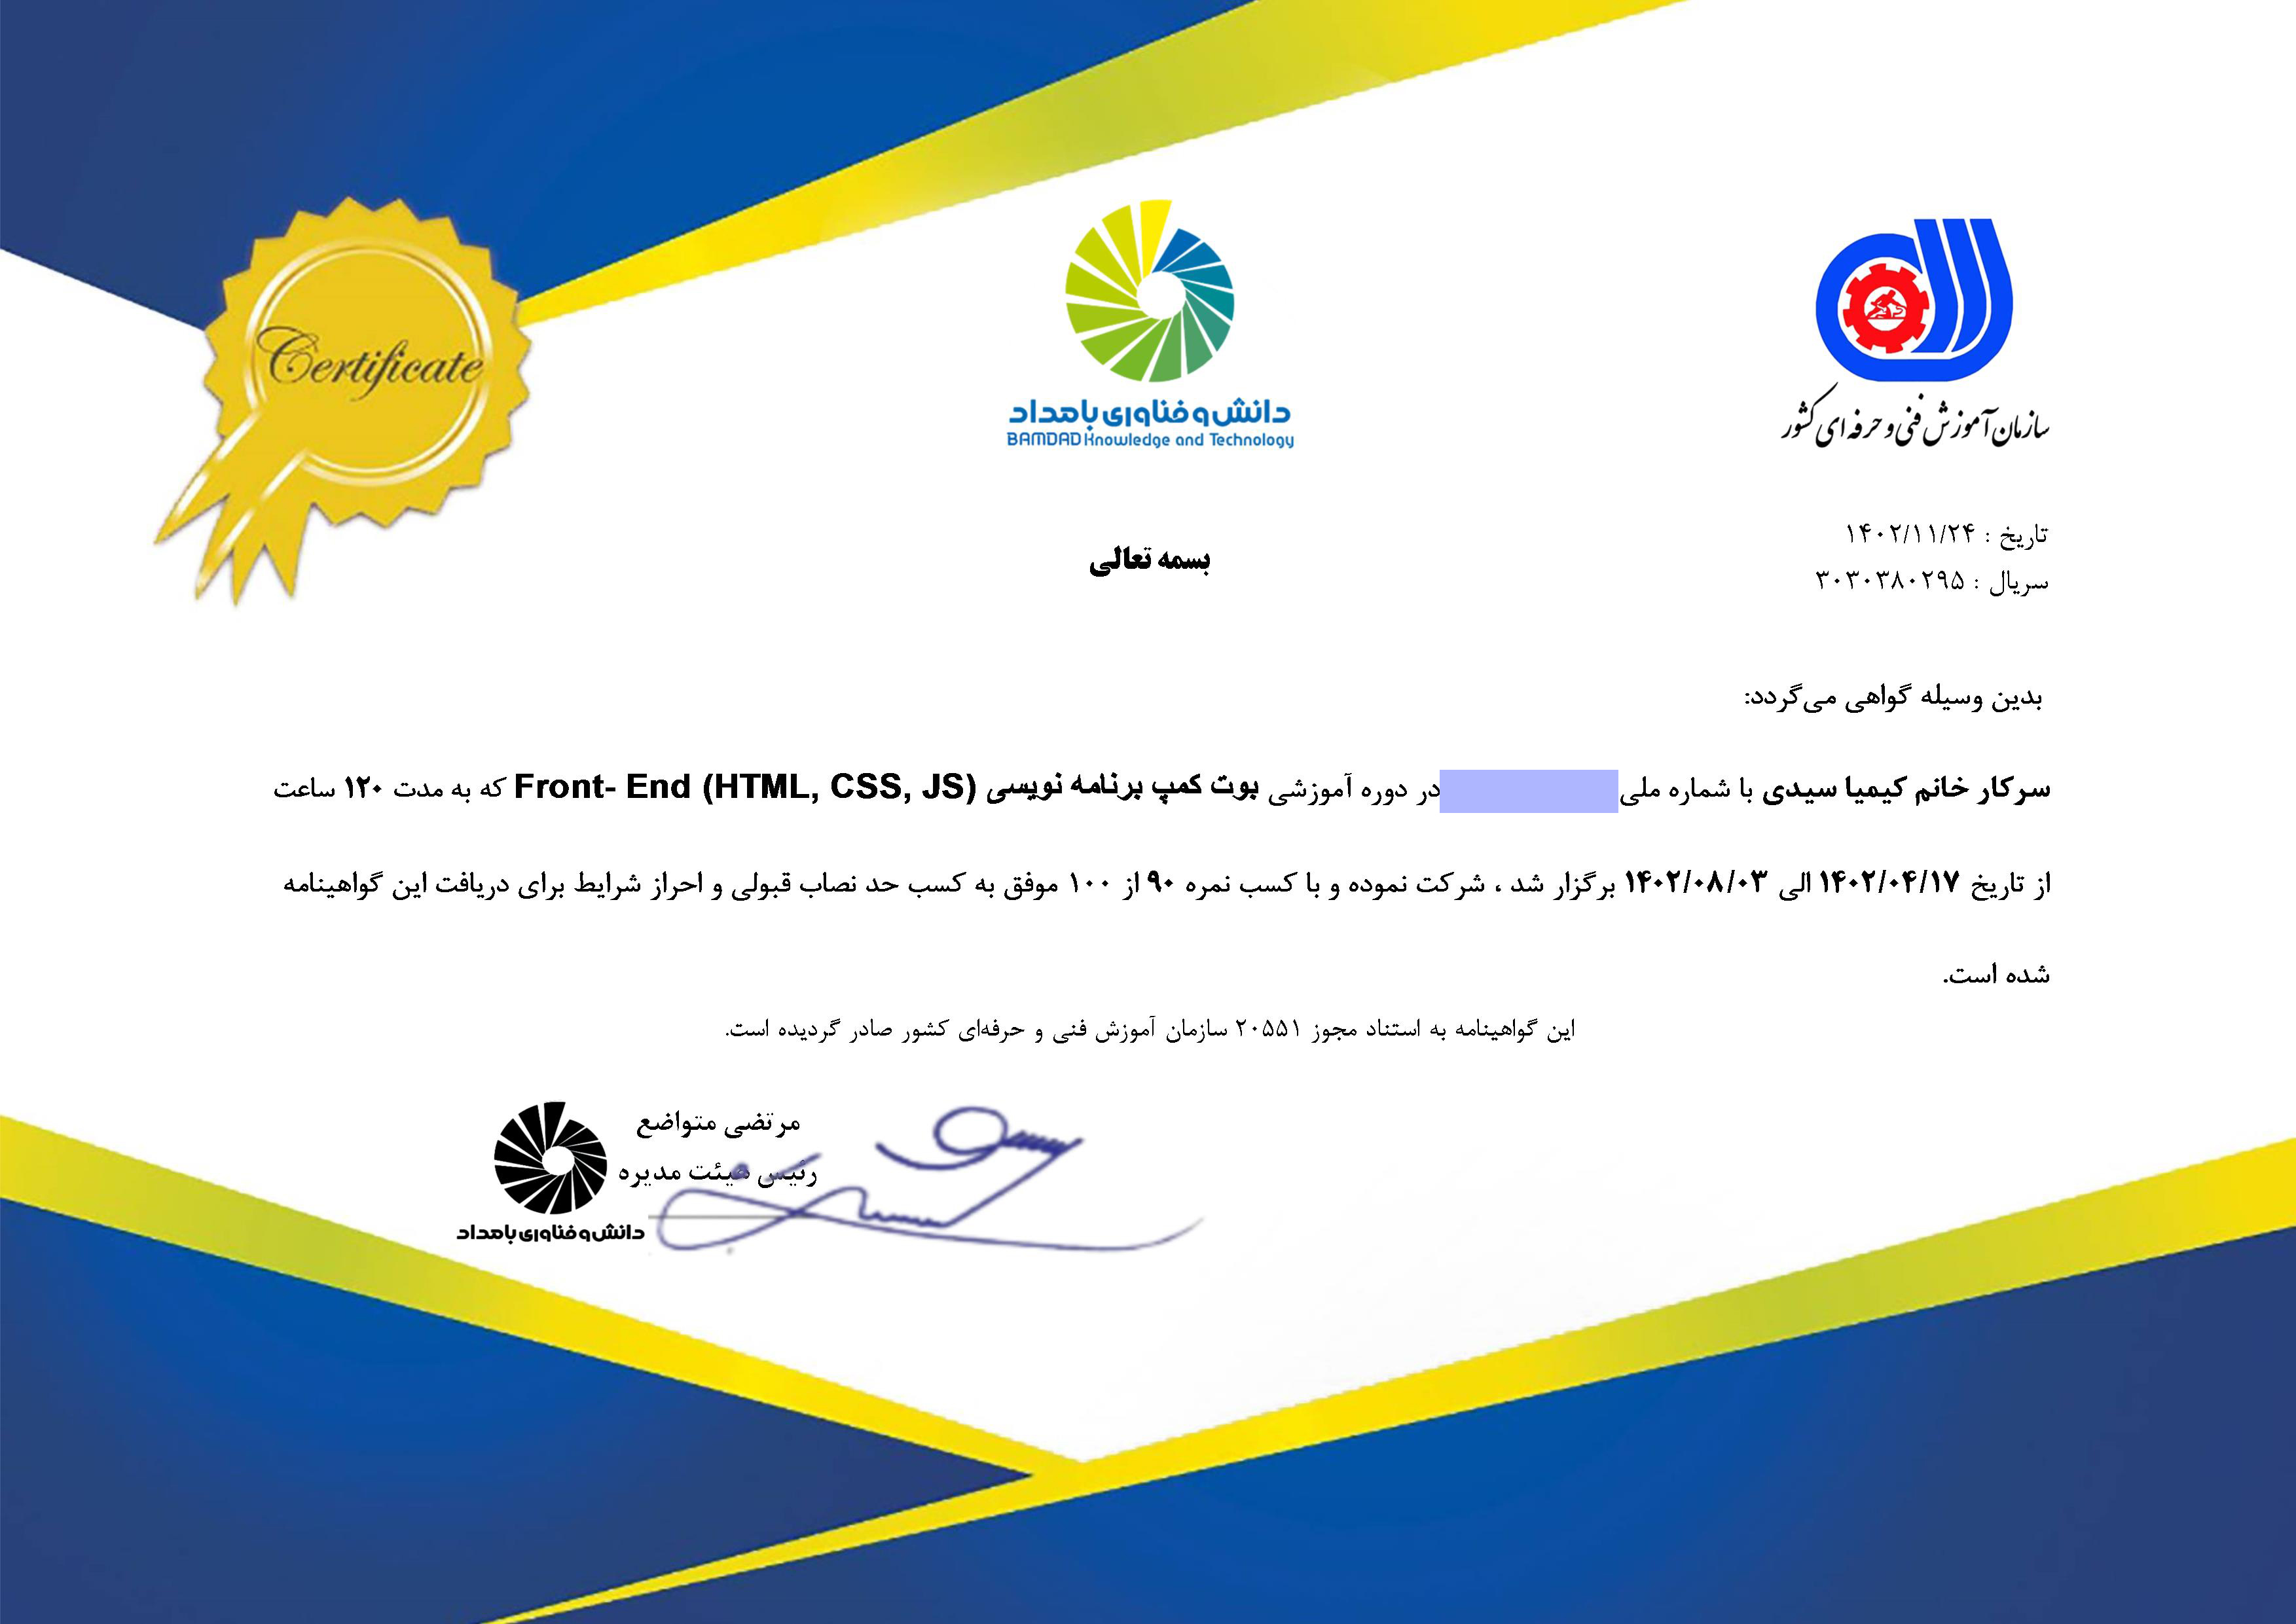 Certificate
دانش و فناوری بامداد
BAMDAD Knowledge and Technology
سازمان آموزش فنی و حرفه ای کشور
تاریخ : ۱۴۰۲/۱۱/۲۴
سریال : ۳۰۳۰۳۸۰۲۹۵
بسمه تعالی
بدین وسیله گواهی می‌گردد:
سرکار خانم کیمیا سیدی با شماره ملی در دوره آموزشی بوت کمپ برنامه نویسی Front- End (HTML, CSS, JS) که به مدت ۱۲۰ ساعت
از تاریخ ۱۴۰۲/۰۴/۱۷ الی ۱۴۰۲/۰۸/۰۳ برگزار شد ، شرکت نموده و با کسب نمره ۹۰ از ۱۰۰ موفق به کسب حد نصاب قبولی و احراز شرایط برای دریافت این گواهینامه
شده است.
این گواهینامه به استناد مجوز ۲۰۵۵۱ سازمان آموزش فنی و حرفه‌ای کشور صادر گردیده است.
مرتضی متواضع
رئیس هیئت مدیره
دانش و فناوری بامداد